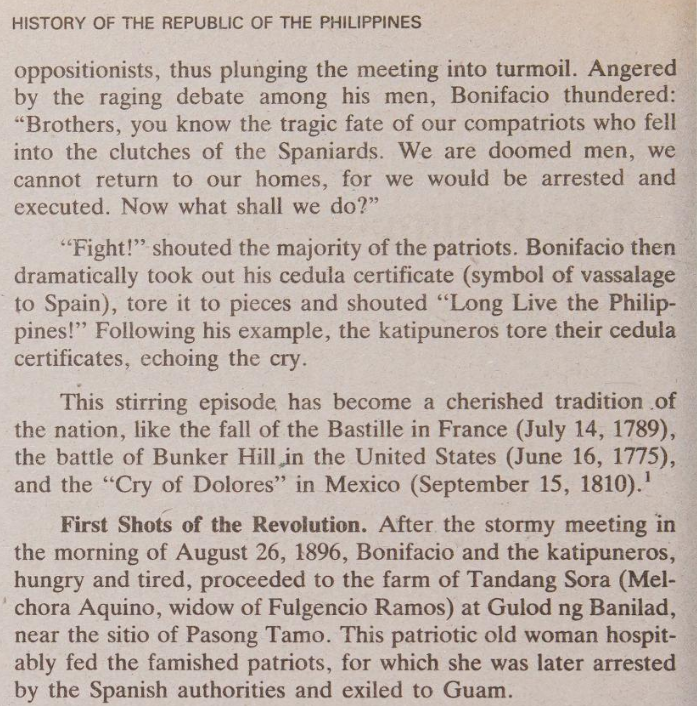 HISTORY OF THE REPUBLIC OF THE PHILIPPINES
oppositionists, thus plunging the meeting into turmoil. Angered
by the raging debate among his men, Bonifacio thundered:
“Brothers, you know the tragic fate of our compatriots who fell
into the clutches of the Spaniards. We are doomed men, we
cannot return to our homes, for we would be arrested and
executed. Now what shall we do?”
“Fight!” shouted the majority of the patriots. Bonifacio then
dramatically took out his cedula certificate (symbol of vassalage
to Spain), tore it to pieces and shouted “Long Live the Philip-
pines!” Following his example, the katipuneros tore their cedula
certificates, echoing the cry.
This stirring episode has become a cherished tradition of
the nation, like the fall of the Bastille in France (July 14, 1789),
the battle of Bunker Hill in the United States (June 16, 1775),
and the “Cry of Dolores” in Mexico (September 15, 1810).¹
First Shots of the Revolution. After the stormy meeting in
the morning of August 26, 1896, Bonifacio and the katipuneros,
hungry and tired, proceeded to the farm of Tandang Sora (Mel-
chora Aquino, widow of Fulgencio Ramos) at Gulod ng Banilad,
near the sitio of Pasong Tamo. This patriotic old woman hospit-
ably fed the famished patriots, for which she was later arrested
by the Spanish authorities and exiled to Guam.